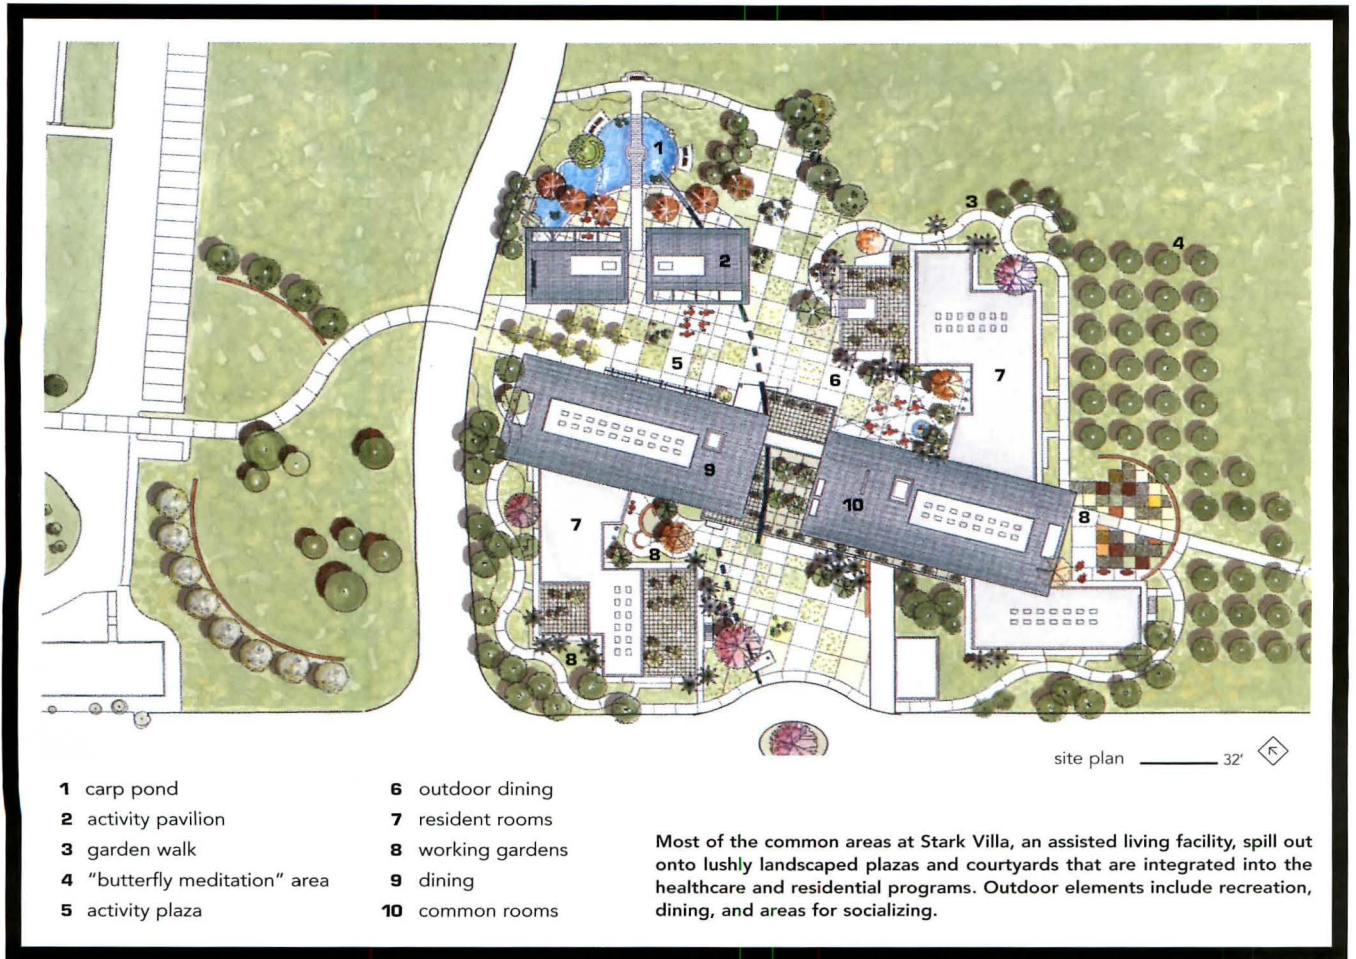 1
2
3
4
5
6
7
7
8
8
8
9
10
site plan 32'
1 carp pond
2 activity pavilion
3 garden walk
4 “butterfly meditation” area
5 activity plaza
6 outdoor dining
7 resident rooms
8 working gardens
9 dining
10 common rooms
Most of the common areas at Stark Villa, an assisted living facility, spill out
onto lushly landscaped plazas and courtyards that are integrated into the
healthcare and residential programs. Outdoor elements include recreation,
dining, and areas for socializing.